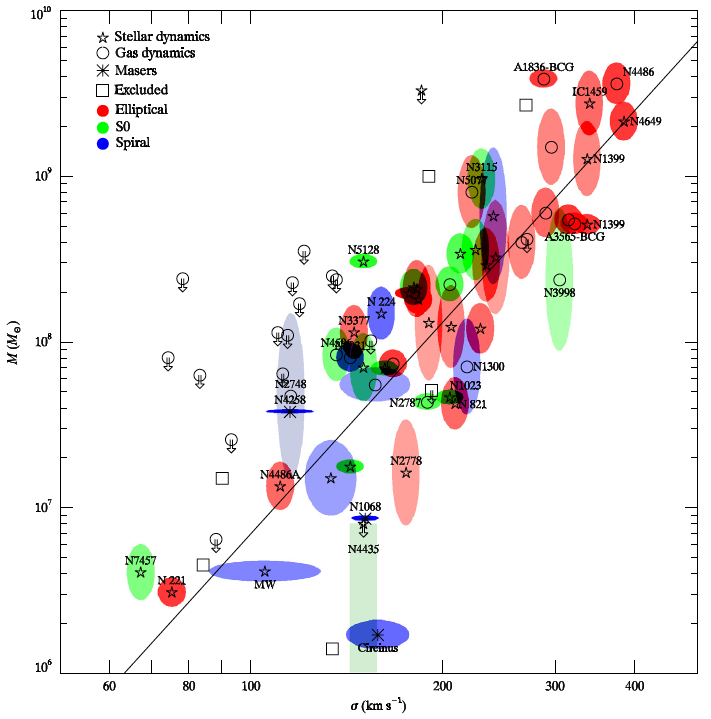 10^10
Stellar dynamics
Gas dynamics
Masers
Excluded
Elliptical
S0
Spiral
A1836-BCG
N4486
IC1459
N4649
10^9
N3115
N5077
N1399
N1399
A3565-BCG
N5128
N3998
N 224
N3377
10^8
N1300
N2748
N4258
N1023
N2787
N 821
N4486A
N2778
10^7
N1068
N4435
N7457
N 221
MW
Circinus
10^6
60
80
100
200
300
400
M (M⊙)
σ (km s^-1)